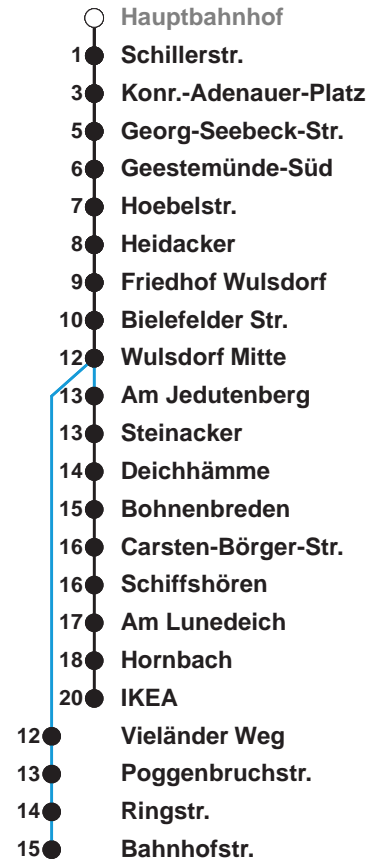 Hauptbahnhof
1 Schillerstr.
3 Konr.-Adenauer-Platz
5 Georg-Seebeck-Str.
6 Geestemünde-Süd
7 Hoebelstr.
8 Heidacker
9 Friedhof Wulsdorf
10 Bielefelder Str.
12 Wulsdorf Mitte
13 Am Jedutenberg
13 Steinacker
14 Deichhämme
15 Bohnenbreden
16 Carsten-Börger-Str.
16 Schiffshören
17 Am Lunedeich
18 Hornbach
20 IKEA
12 Vieländer Weg
13 Poggenbruchstr.
14 Ringstr.
15 Bahnhofstr.